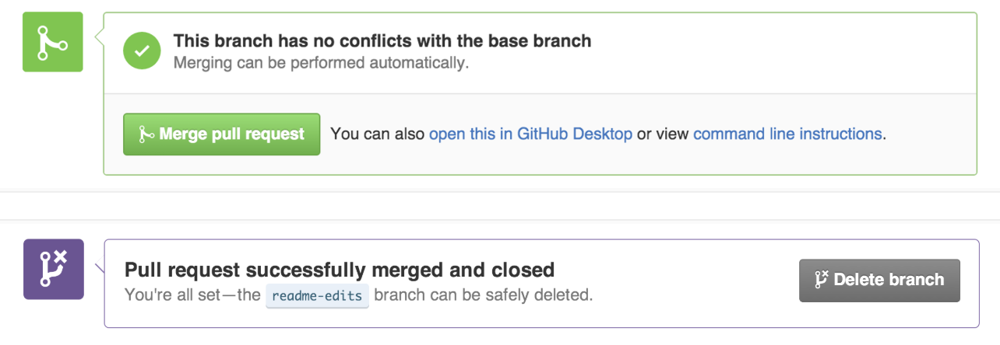 This branch has no conflicts with the base branch
Merging can be performed automatically.
Merge pull request You can also open this in GitHub Desktop or view command line instructions.
Pull request successfully merged and closed
You're all set—the readme-edits branch can be safely deleted.
Delete branch